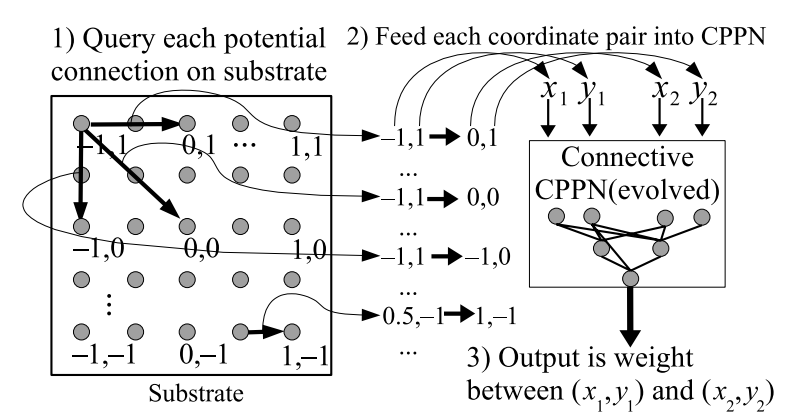 1) Query each potential
connection on substrate
2) Feed each coordinate pair into CPPN
x1 y1 x2 y2
−1,1 0,1 ... 1,1
−1,0 0,0 1,0
⋮
−1,−1 0,−1 1,−1
Substrate
−1,1 → 0,1
...
−1,1 → 0,0
...
−1,1 → −1,0
...
0.5,−1 → 1,−1
...
Connective
CPPN(evolved)
3) Output is weight
between (x1,y1) and (x2,y2)